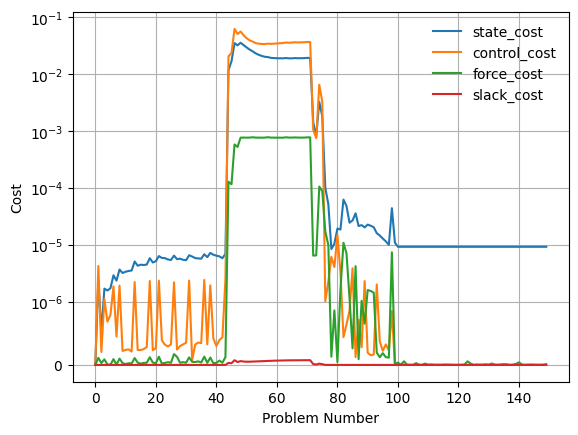 10⁻¹
10⁻²
10⁻³
10⁻⁴
10⁻⁵
10⁻⁶
0
Cost
state_cost
control_cost
force_cost
slack_cost
0 20 40 60 80 100 120 140
Problem Number